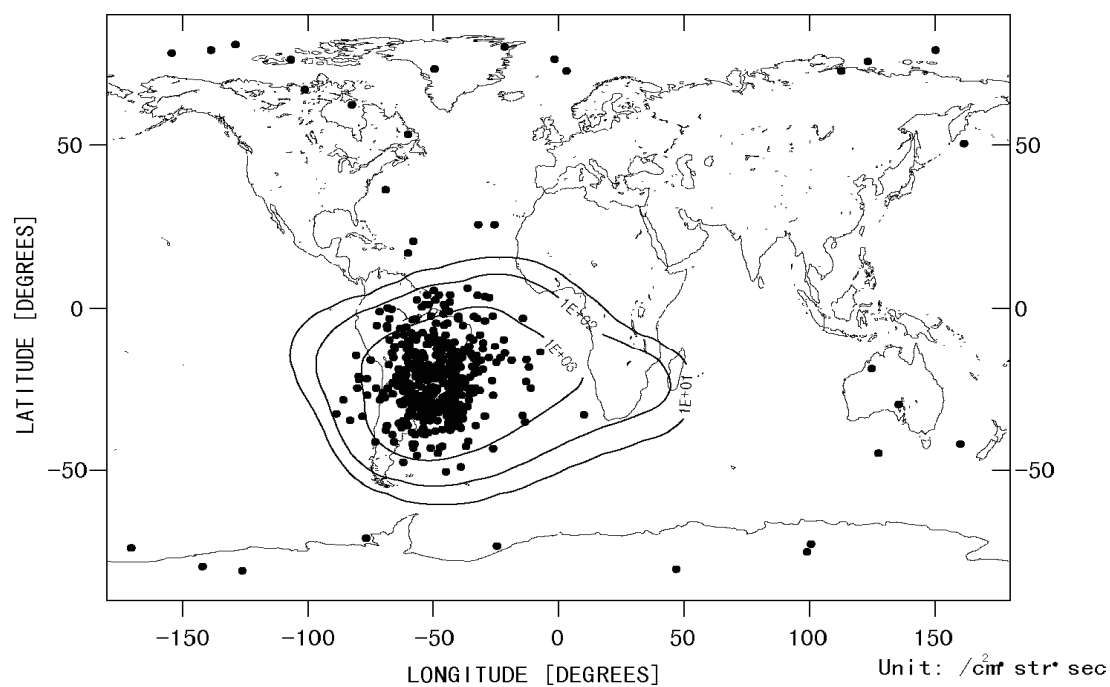 50
50
0
0
-50
-50
LATITUDE [DEGREES]
1E+02
1E+03
1E+01
-150
-100
-50
0
50
100
150
LONGITUDE [DEGREES]
Unit: /cm²・str・sec